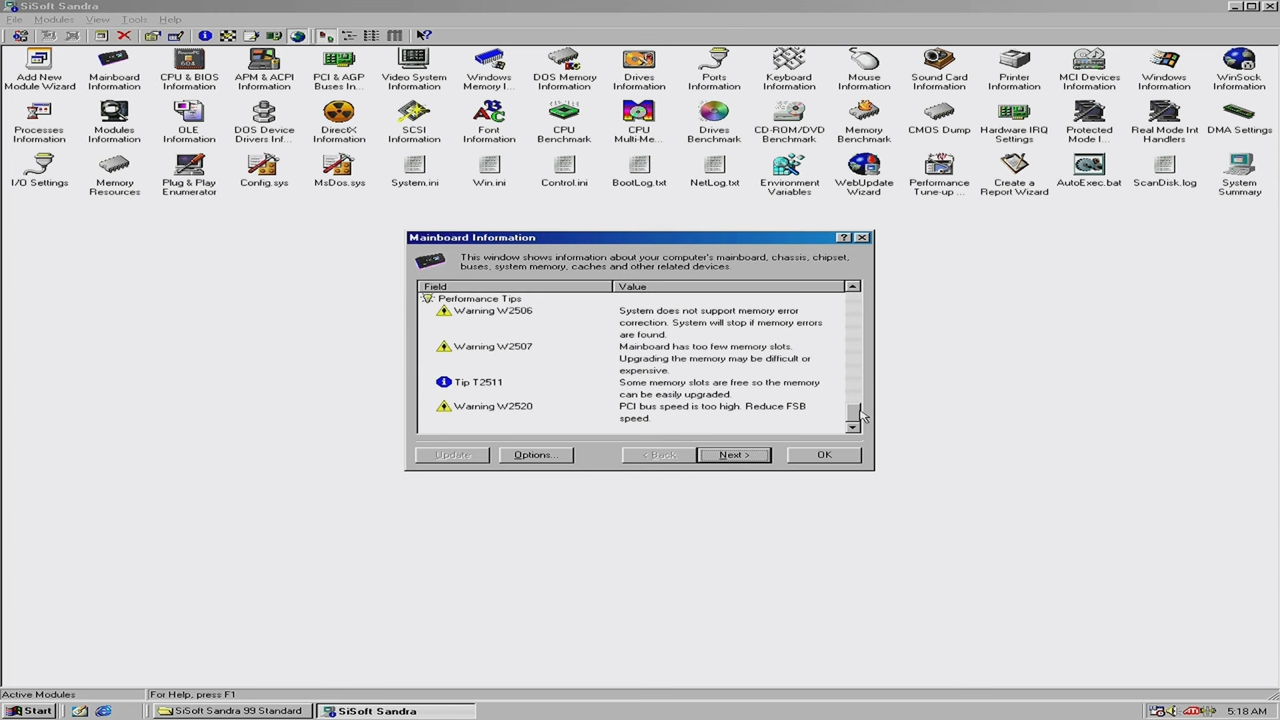 SiSoft Sandra
File Modules View Tools Help
Add New Module Wizard
Mainboard Information
CPU & BIOS Information
APM & ACPI Information
PCI & AGP Buses In...
Video System Information
Windows Memory I...
DOS Memory Information
Drives Information
Ports Information
Keyboard Information
Mouse Information
Sound Card Information
Printer Information
MCI Devices Information
Windows Information
WinSock Information
Processes Information
Modules Information
OLE Information
DOS Device Drivers Inf...
DirectX Information
SCSI Information
Font Information
CPU Benchmark
CPU Multi-Me...
Drives Benchmark
CD-ROM/DVD Benchmark
Memory Benchmark
CMOS Dump
Hardware IRQ Settings
Protected Mode I...
Real Mode Int Handlers
DMA Settings
I/O Settings
Memory Resources
Plug & Play Enumerator
Config.sys
MsDos.sys
System.ini
Win.ini
Control.ini
BootLog.txt
NetLog.txt
Environment Variables
WebUpdate Wizard
Performance Tune-up ...
Create a Report Wizard
AutoExec.bat
ScanDisk.log
System Summary
Mainboard Information
This window shows information about your computer's mainboard, chassis, chipset,
buses, system memory, caches and other related devices.
Field Value
Performance Tips
Warning W2506 System does not support memory error
correction. System will stop if memory errors
are found.
Warning W2507 Mainboard has too few memory slots.
Upgrading the memory may be difficult or
expensive.
Tip T2511 Some memory slots are free so the memory
can be easily upgraded.
Warning W2520 PCI bus speed is too high. Reduce FSB
speed.
Update Options... < Back Next > OK
Active Modules For Help, press F1
Start SiSoft Sandra 99 Standard SiSoft Sandra 5:18 AM